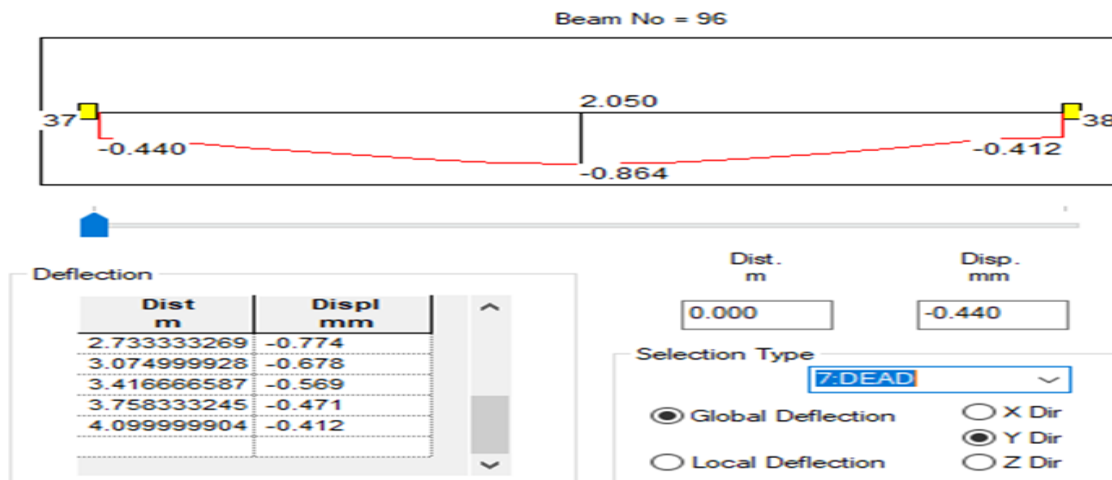 Beam No = 96
2.050
37
38
-0.440
-0.412
-0.864
Dist.
m
Disp.
mm
0.000
-0.440
Deflection
Dist
m
Displ
mm
2.733333269 -0.774
3.074999928 -0.678
3.416666587 -0.569
3.758333245 -0.471
4.099999904 -0.412
Selection Type
7:DEAD
Global Deflection
X Dir
Y Dir
Local Deflection
Z Dir